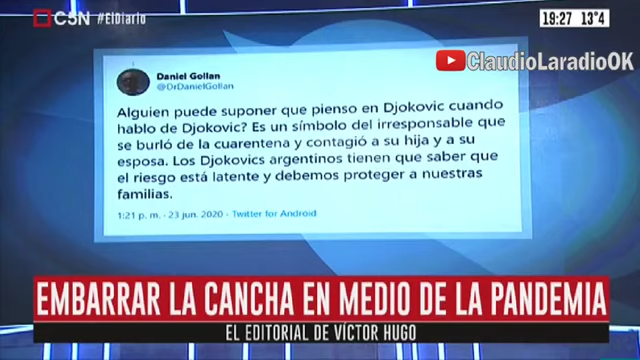 C5N #ElDiario
19:27 13°4
ClaudioLaradioOK
Daniel Gollan
@DrDanielGollan
Alguien puede suponer que pienso en Djokovic cuando
hablo de Djokovic? Es un símbolo del irresponsable que
se burló de la cuarentena y contagió a su hija y a su
esposa. Los Djokovics argentinos tienen que saber que
el riesgo está latente y debemos proteger a nuestras
familias.
1:21 p. m. · 23 jun. 2020 · Twitter for Android
EMBARRAR LA CANCHA EN MEDIO DE LA PANDEMIA
EL EDITORIAL DE VÍCTOR HUGO